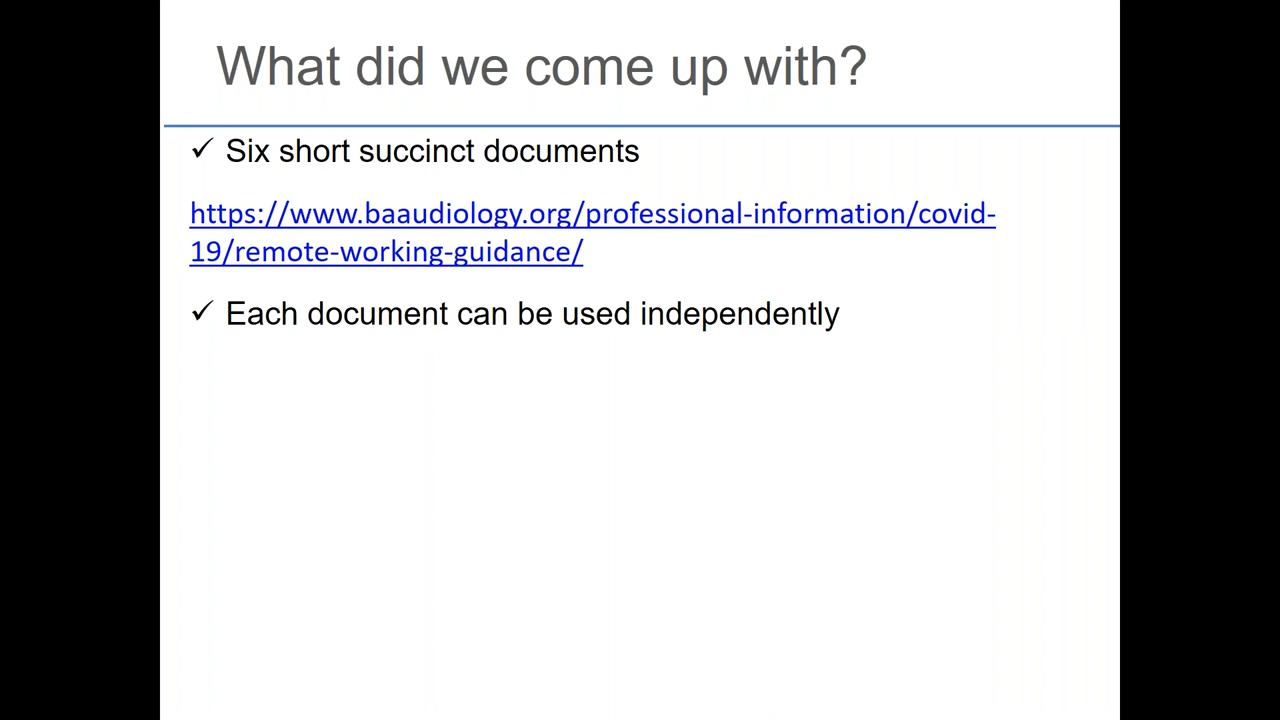 What did we come up with?
✓ Six short succinct documents
https://www.baaudiology.org/professional-information/covid-
19/remote-working-guidance/
✓ Each document can be used independently